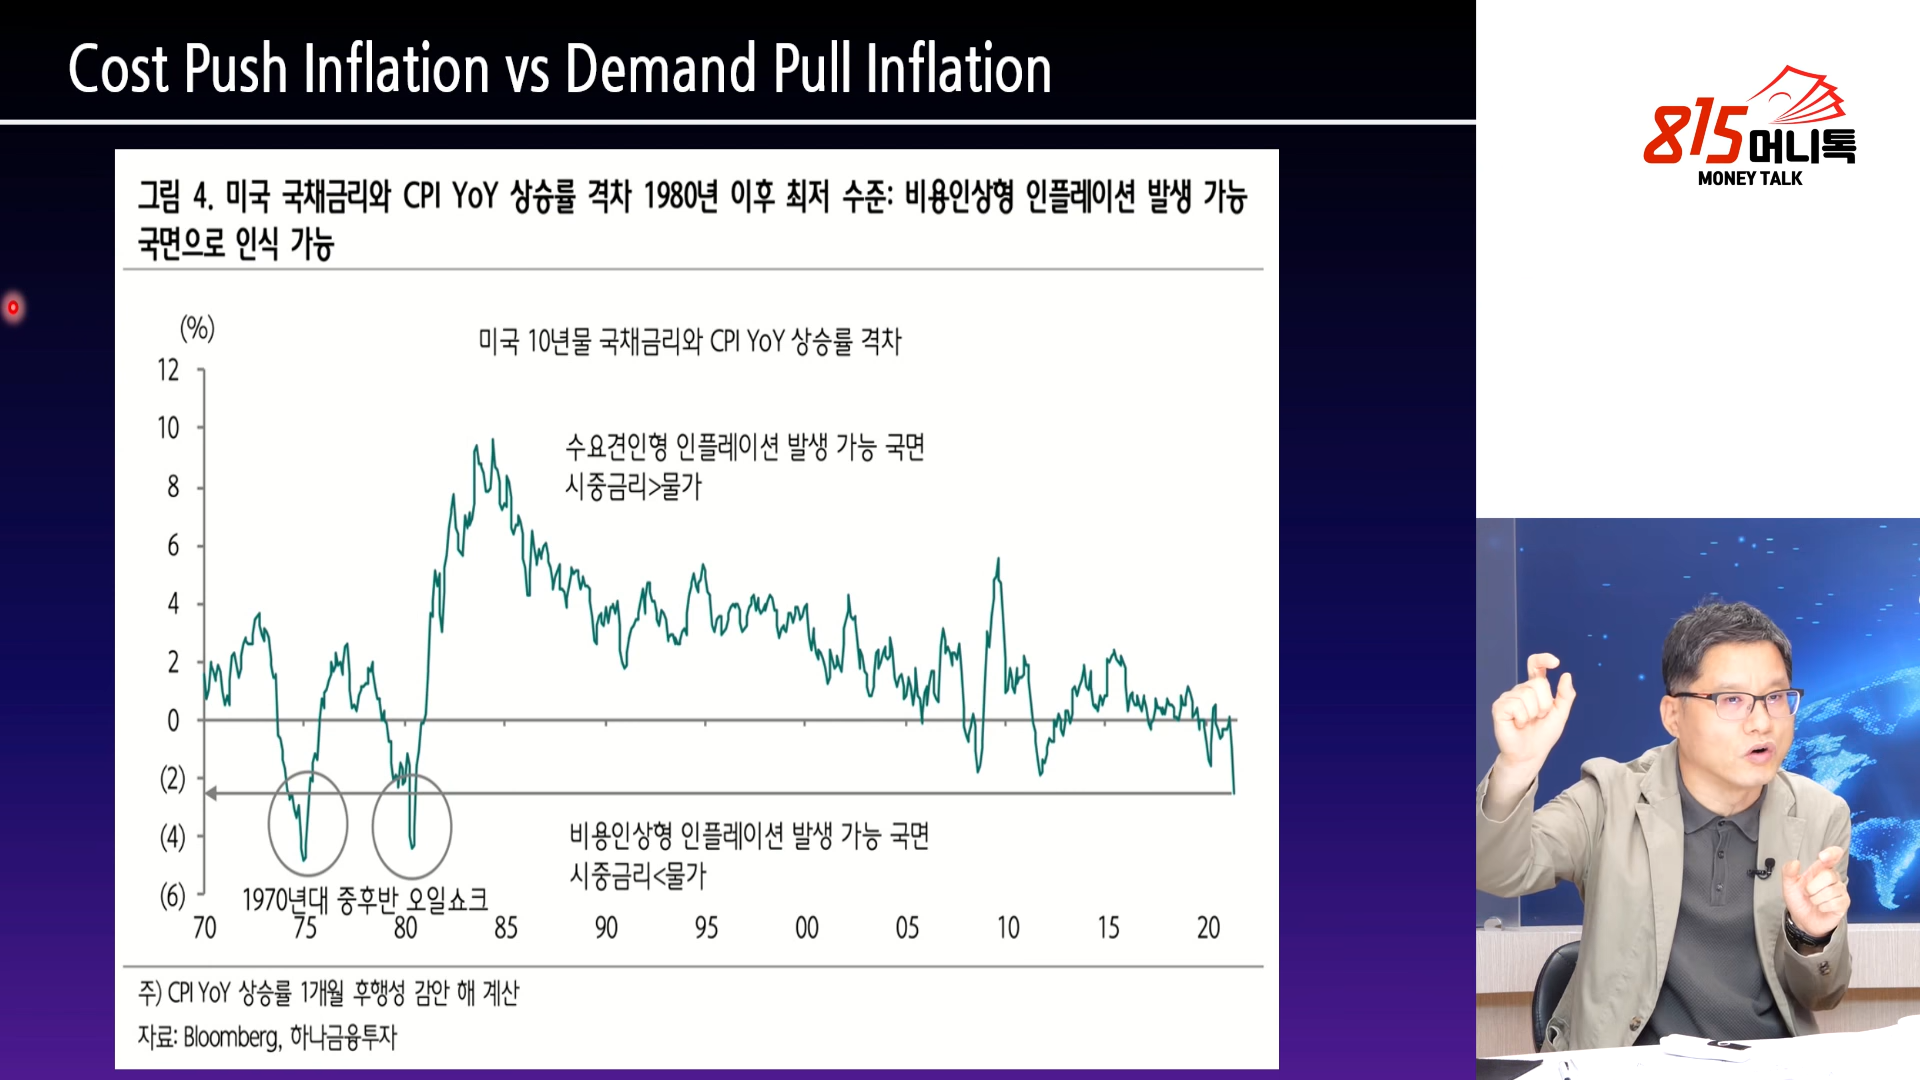 Cost Push Inflation vs Demand Pull Inflation
815머니톡
MONEY TALK
그림 4. 미국 국채금리와 CPI YoY 상승률 격차 1980년 이후 최저 수준: 비용인상형 인플레이션 발생 가능
국면으로 인식 가능
(%)
미국 10년물 국채금리와 CPI YoY 상승률 격차
12
10
8
6
4
2
0
(2)
(4)
(6)
수요견인형 인플레이션 발생 가능 국면
시중금리>물가
비용인상형 인플레이션 발생 가능 국면
시중금리<물가
1970년대 중후반 오일쇼크
70 75 80 85 90 95 00 05 10 15 20
주) CPI YoY 상승률 1개월 후행성 감안 해 계산
자료: Bloomberg, 하나금융투자